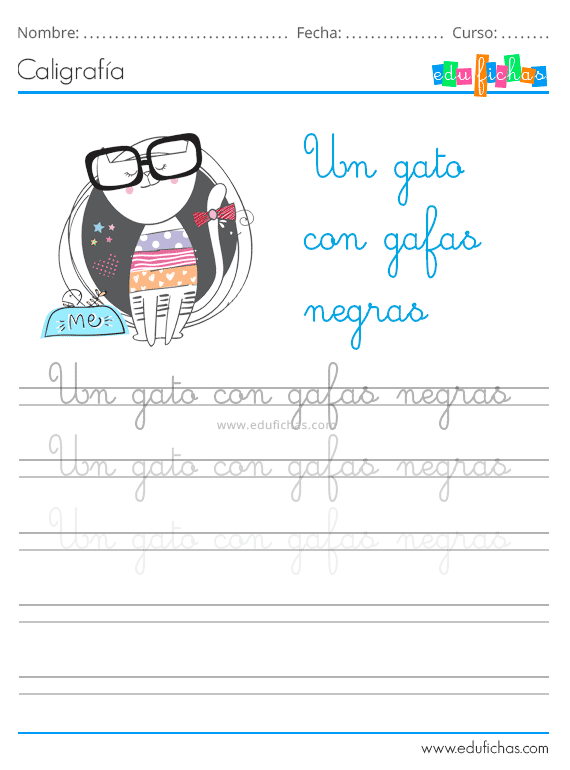 Nombre: ................................. Fecha: ................ Curso: ........
Caligrafía
edufichas
Un gato
con gafas
negras
me
Un gato con gafas negras
www.edufichas.com
Un gato con gafas negras
Un gato con gafas negras
www.edufichas.com